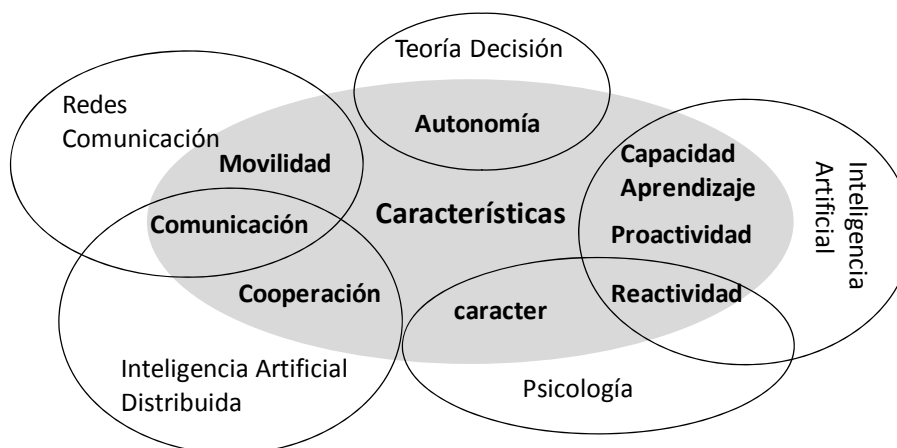 Teoría Decisión
Redes
Comunicación
Autonomía
Movilidad
Capacidad
Aprendizaje
Inteligencia
Artificial
Comunicación
Características
Proactividad
Cooperación
caracter
Reactividad
Inteligencia Artificial
Distribuida
Psicología